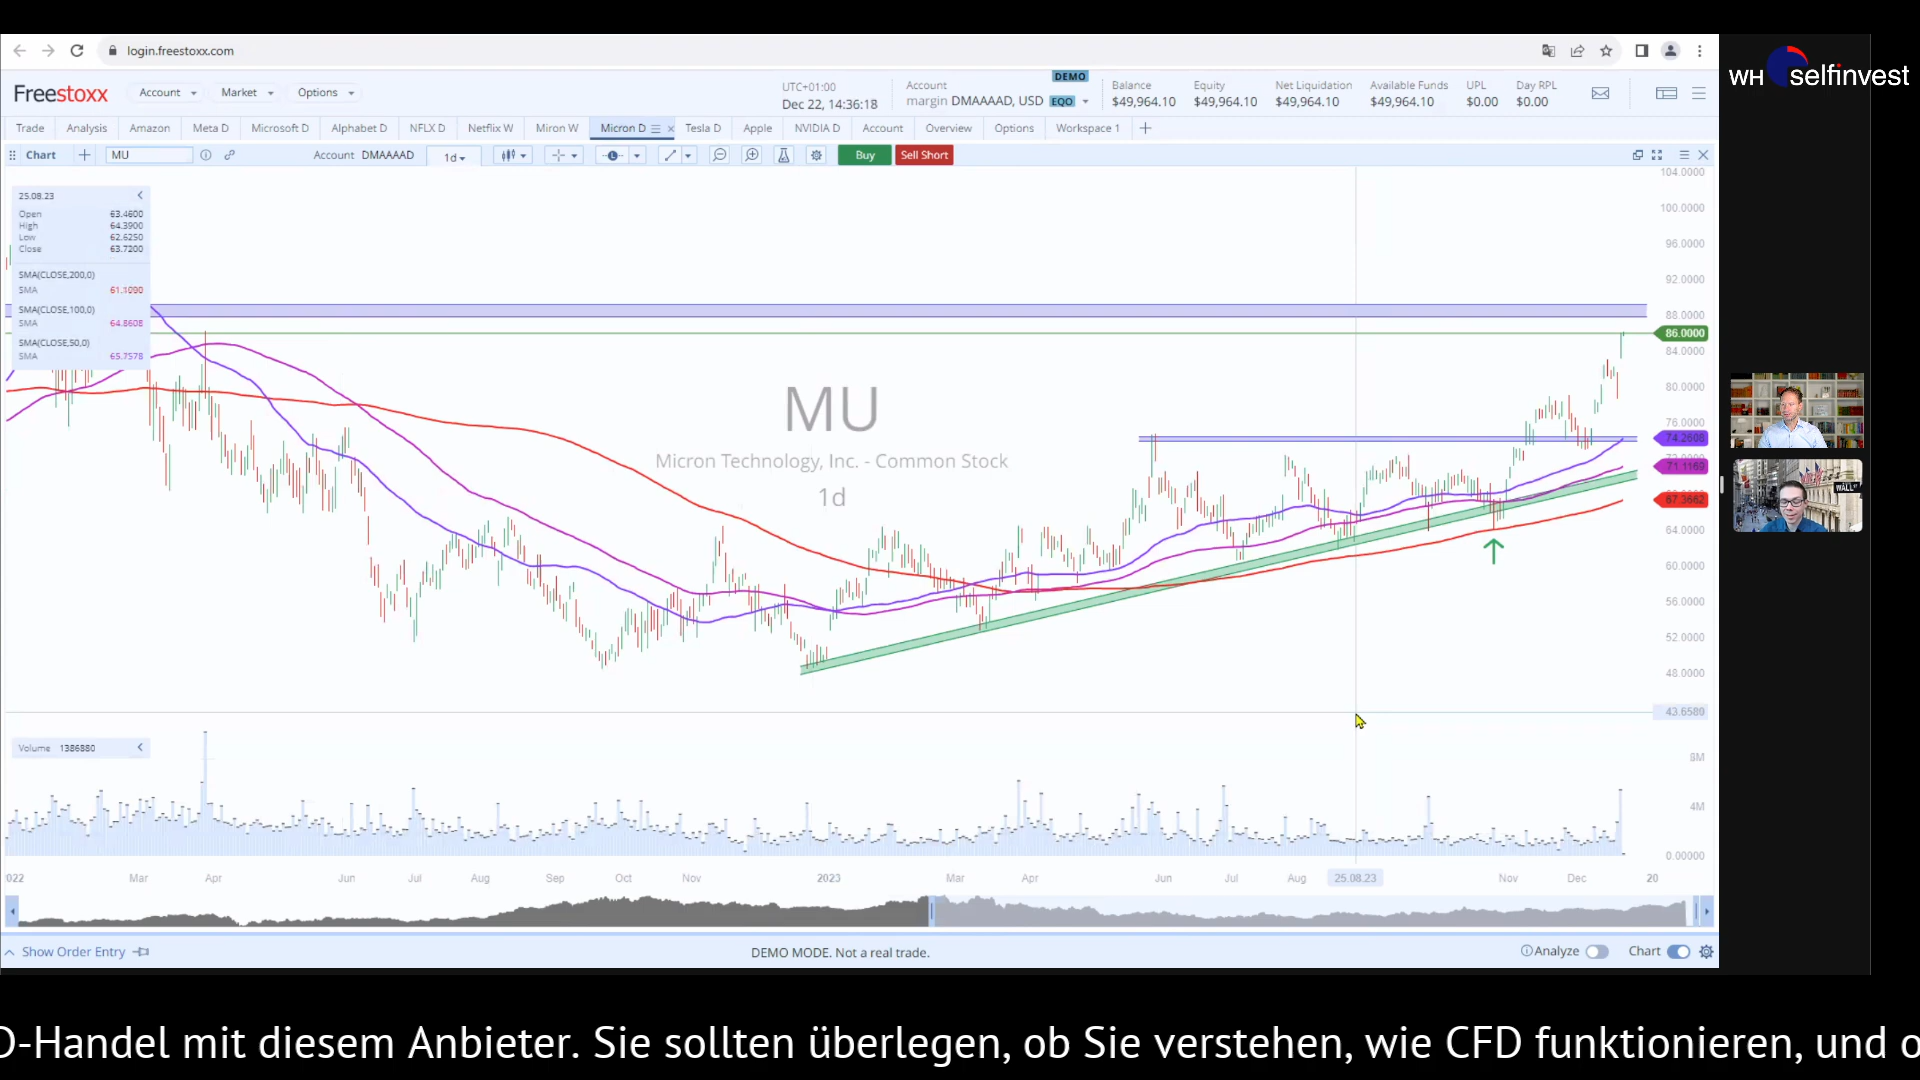 login.freestoxx.com
WH selfinvest
Freestoxx
Account
Market
Options
UTC+01:00
Dec 22, 14:36:18
DEMO
Account
margin DMAAAAD, USD EQO
Balance
$49,964.10
Equity
$49,964.10
Net Liquidation
$49,964.10
Available Funds
$49,964.10
UPL
$0.00
Day RPL
$0.00
Trade
Analysis
Amazon
Meta D
Microsoft D
Alphabet D
NFLX D
Netflix W
Miron W
Micron D
Tesla D
Apple
NVIDIA D
Account
Overview
Options
Workspace 1
Chart
MU
Account DMAAAAD
1d
Buy
Sell Short
25.08.23
Open 63.4600
High 64.3900
Low 62.6250
Close 63.7200
SMA(CLOSE,200,0)
SMA 61.1090
SMA(CLOSE,100,0)
SMA 64.8608
SMA(CLOSE,50,0)
SMA 65.7578
MU
Micron Technology, Inc. - Common Stock
1d
104.0000
100.0000
96.0000
92.0000
88.0000
86.0000
84.0000
80.0000
76.0000
74.2608
71.1169
67.3662
64.0000
60.0000
56.0000
52.0000
48.0000
43.6580
WALL
Volume 1386880
8M
4M
0.00000
022
Mar
Apr
Jun
Jul
Aug
Sep
Oct
Nov
2023
Mar
Apr
Jun
Jul
Aug
25.08.23
Nov
Dec
20
Show Order Entry
DEMO MODE. Not a real trade.
Analyze
Chart
D-Handel mit diesem Anbieter. Sie sollten überlegen, ob Sie verstehen, wie CFD funktionieren, und o